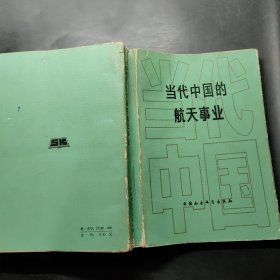 当代中国的
航天事业
当代
中国
中国社会科学出版社